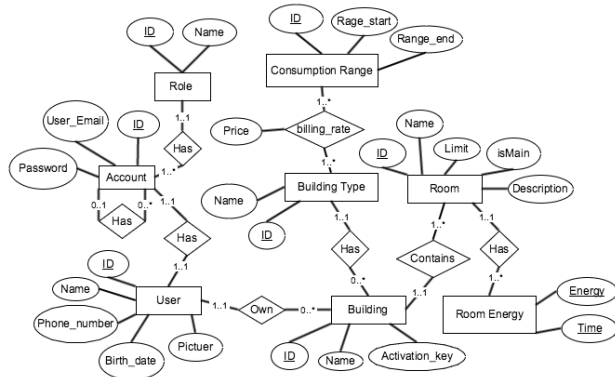 ID
Name
Role
1..1
Has
1..*
User_Email
ID
Password
Account
0..1
0..*
Has
1..1
Has
1..1
ID
Name
Phone_number
Birth_date
Pictuer
User
1..1
Own
0..*
ID
Rage_start
Range_end
Consumption Range
1..*
Price
billing_rate
1..*
Name
Building Type
ID
1..1
Has
0..*
Building
ID
Name
Activation_key
1..1
Contains
1..*
Name
Limit
isMain
ID
Room
Description
1..1
Has
1..*
Room Energy
Energy
Time